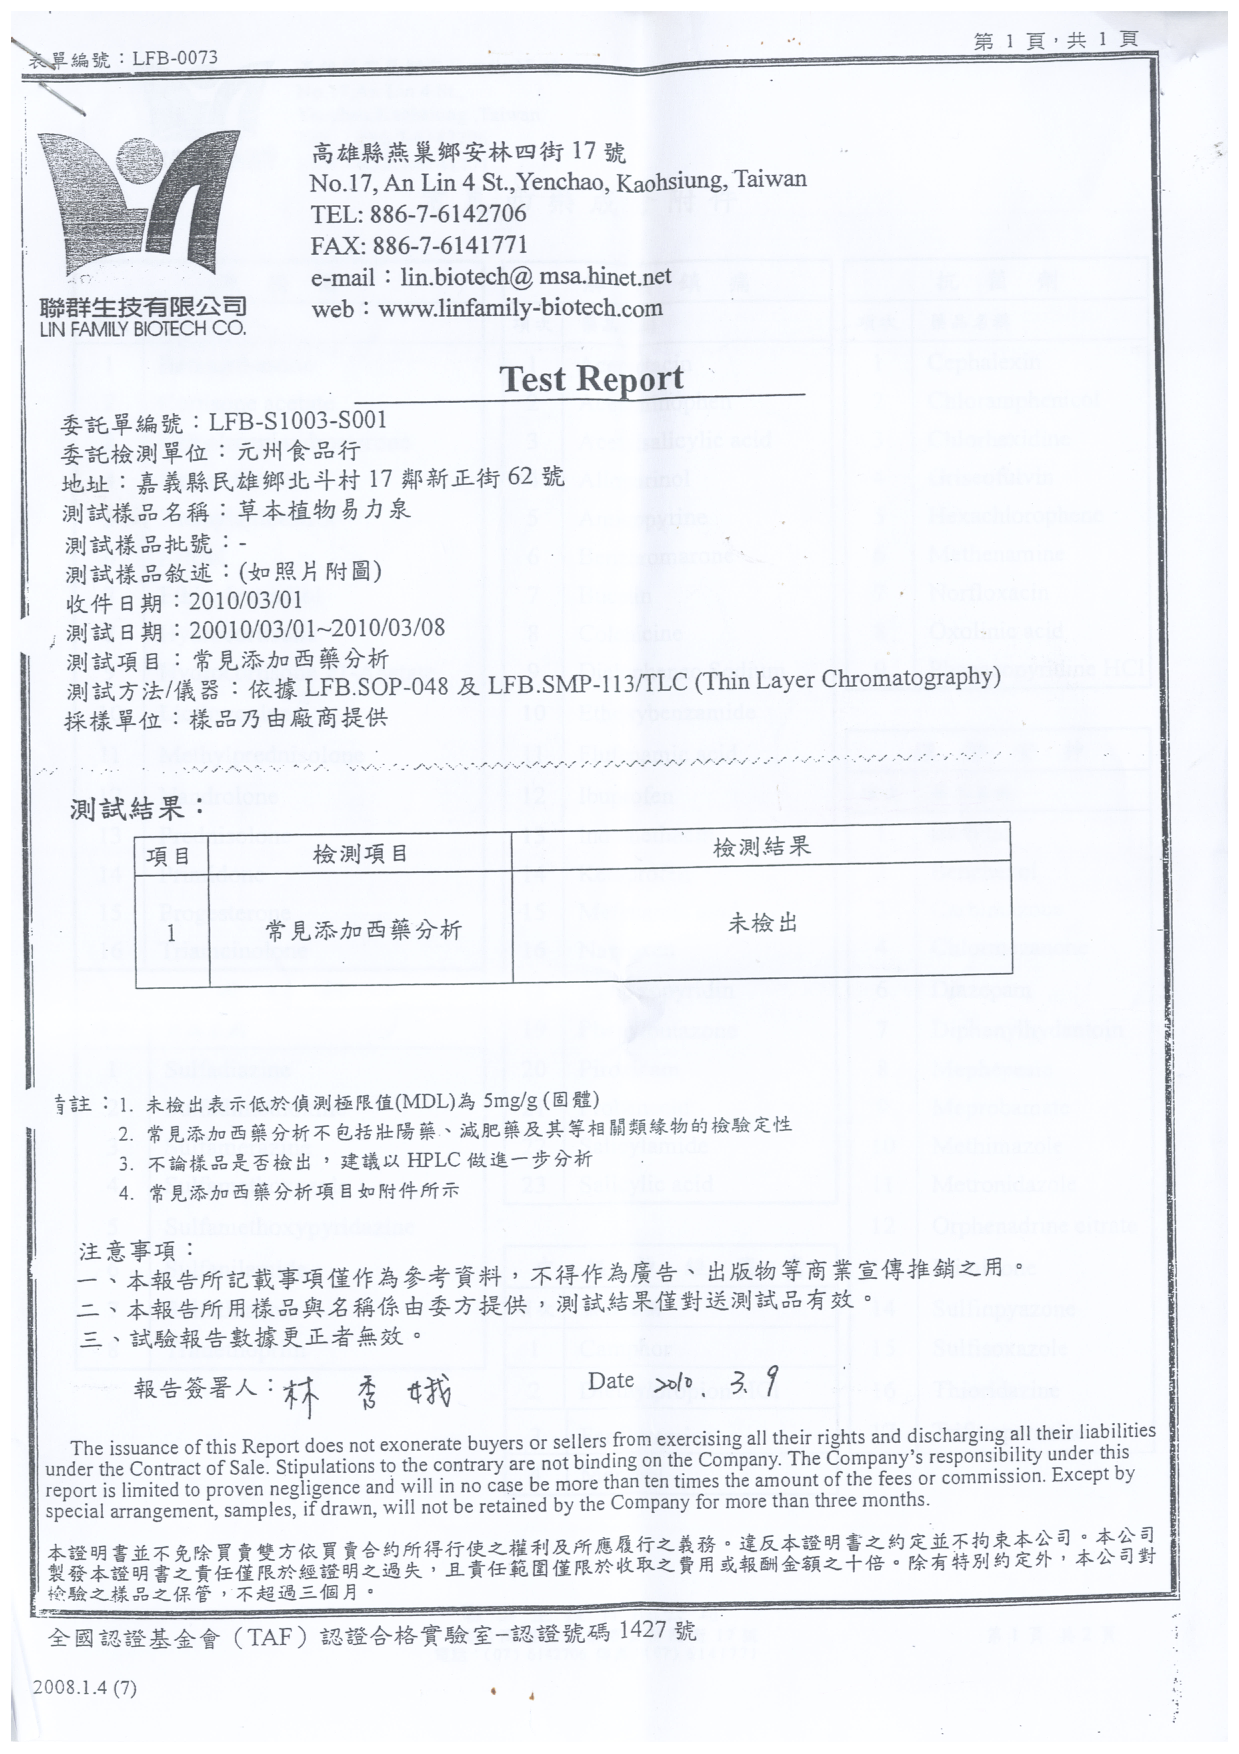 表單編號：LFB-0073
第 1 頁，共 1 頁
高雄縣燕巢鄉安林四街 17 號
No.17, An Lin 4 St.,Yenchao, Kaohsiung, Taiwan
TEL: 886-7-6142706
FAX: 886-7-6141771
e-mail：lin.biotech@ msa.hinet.net
web：www.linfamily-biotech.com
聯群生技有限公司
LIN FAMILY BIOTECH CO.
Test Report
委託單編號：LFB-S1003-S001
委託檢測單位：元州食品行
地址：嘉義縣民雄鄉北斗村 17 鄰新正街 62 號
測試樣品名稱：草本植物易力泉
測試樣品批號：-
測試樣品敘述：(如照片附圖)
收件日期：2010/03/01
測試日期：20010/03/01~2010/03/08
測試項目：常見添加西藥分析
測試方法/儀器：依據 LFB.SOP-048 及 LFB.SMP-113/TLC (Thin Layer Chromatography)
採樣單位：樣品乃由廠商提供
測試結果：
項目 檢測項目 檢測結果
1 常見添加西藥分析 未檢出
備註：1. 未檢出表示低於偵測極限值(MDL)為 5mg/g (固體)
2. 常見添加西藥分析不包括壯陽藥、減肥藥及其等相關類緣物的檢驗定性
3. 不論樣品是否檢出，建議以 HPLC 做進一步分析
4. 常見添加西藥分析項目如附件所示
注意事項：
一、本報告所記載事項僅作為參考資料，不得作為廣告、出版物等商業宣傳推銷之用。
二、本報告所用樣品與名稱係由委方提供，測試結果僅對送測試品有效。
三、試驗報告數據更正者無效。
報告簽署人：林 秀 娥 Date 2010. 3. 9
The issuance of this Report does not exonerate buyers or sellers from exercising all their rights and discharging all their liabilities
under the Contract of Sale. Stipulations to the contrary are not binding on the Company. The Company's responsibility under this
report is limited to proven negligence and will in no case be more than ten times the amount of the fees or commission. Except by
special arrangement, samples, if drawn, will not be retained by the Company for more than three months.
本證明書並不免除買賣雙方依買賣合約所得行使之權利及所應履行之義務。違反本證明書之約定並不拘束本公司。本公司
製發本證明書之責任僅限於經證明之過失，且責任範圍僅限於收取之費用或報酬金額之十倍。除有特別約定外，本公司對
檢驗之樣品之保管，不超過三個月。
全國認證基金會（TAF）認證合格實驗室–認證號碼 1427 號
2008.1.4 (7)